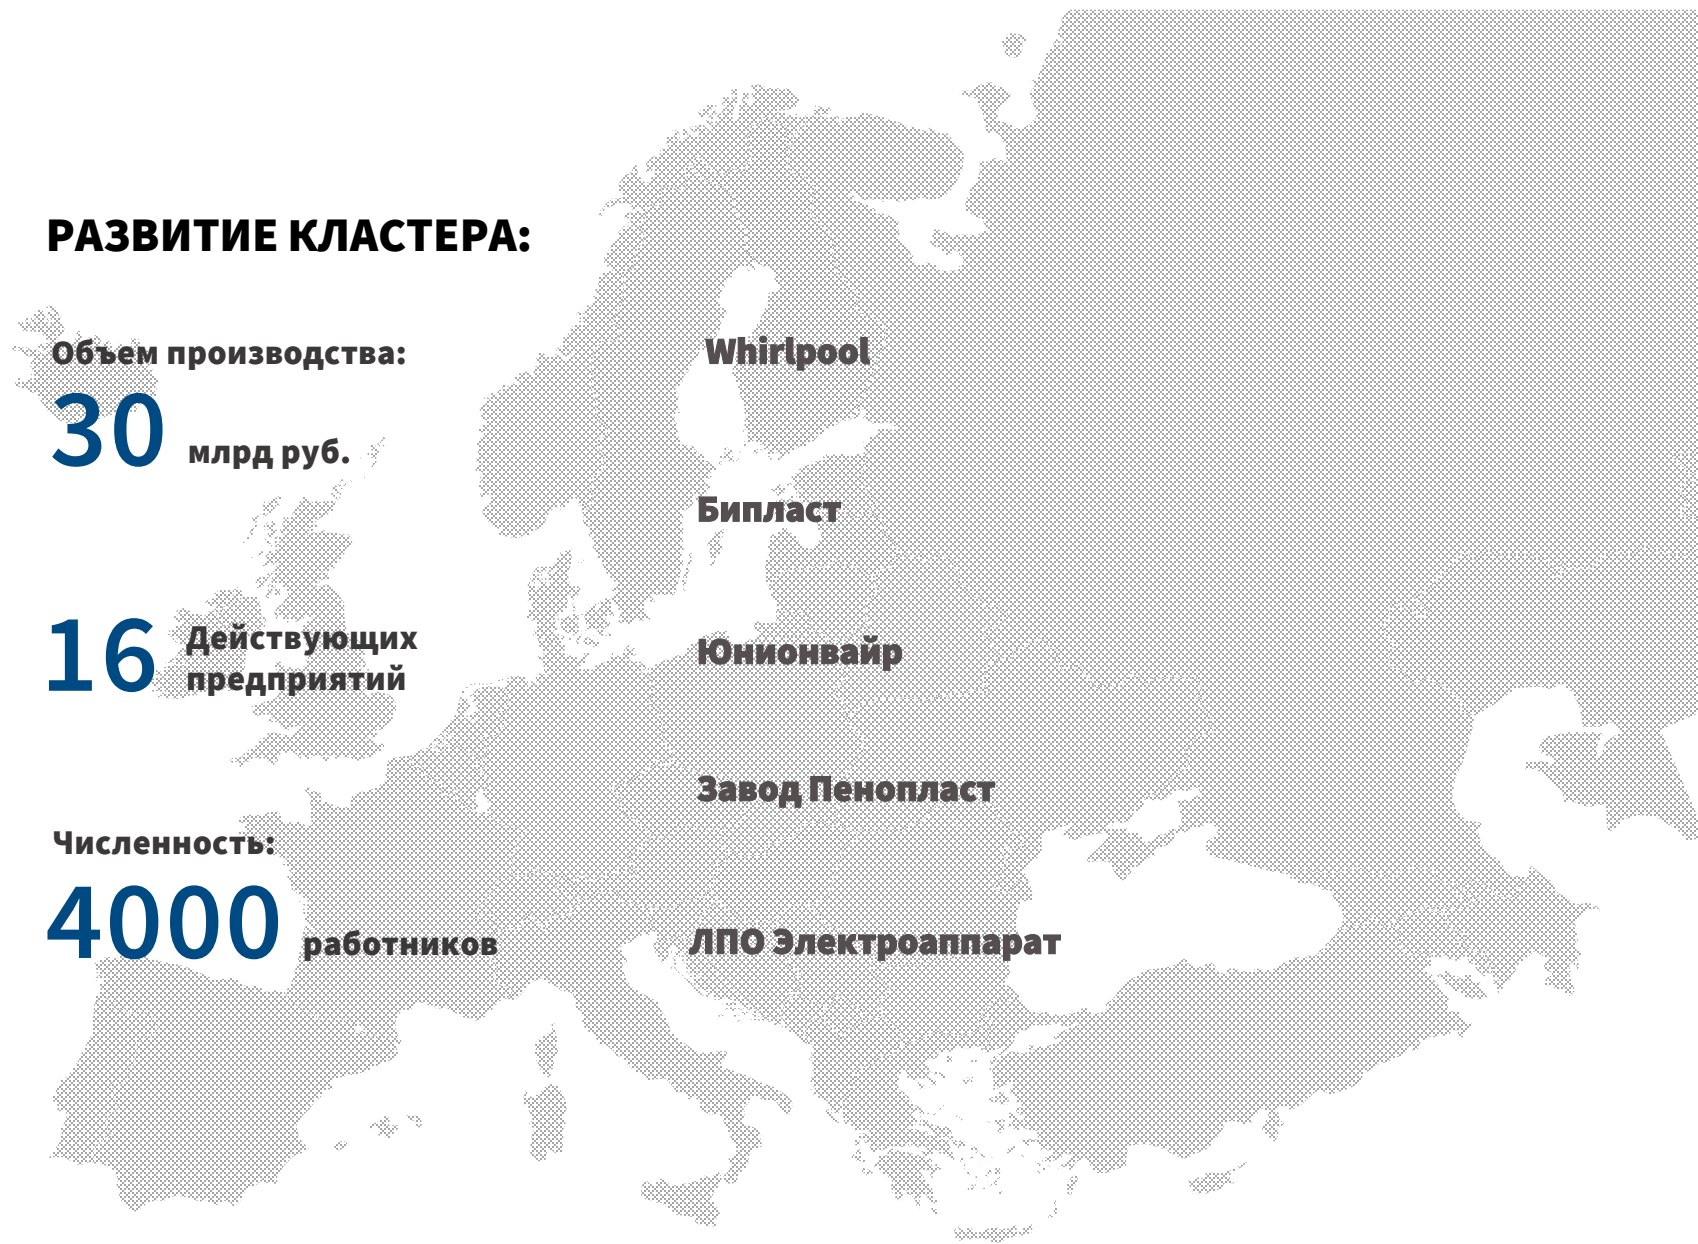 РАЗВИТИЕ КЛАСТЕРА:
Объем производства:
30 млрд руб.
16 Действующих
предприятий
Численность:
4000 работников
Whirlpool
Бипласт
Юнионвайр
Завод Пенопласт
ЛПО Электроаппарат